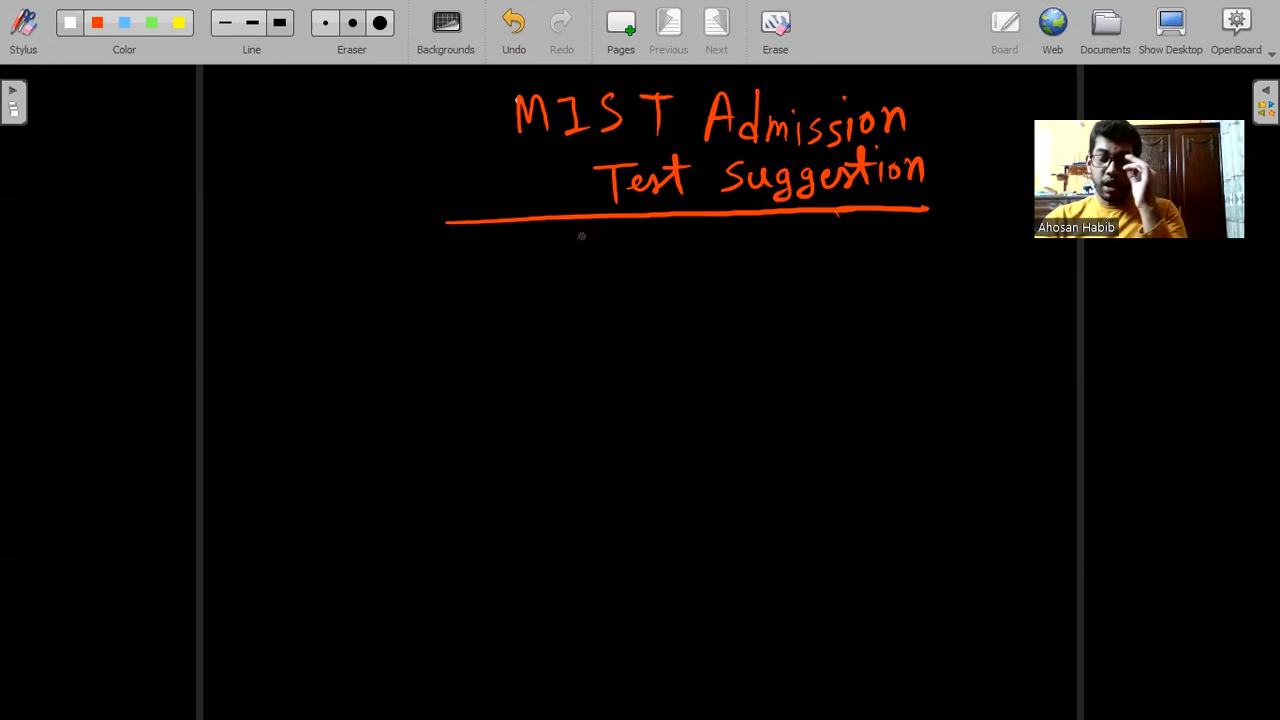 Stylus Color Line Eraser Backgrounds Undo Redo Pages Previous Next Erase Board Web Documents Show Desktop OpenBoard
MIST Admission
Test Suggestion
Ahosan Habib